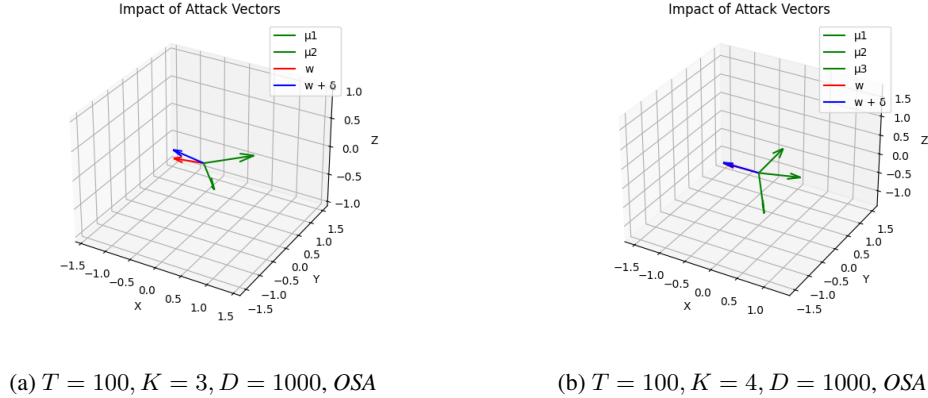 Impact of Attack Vectors
μ1
μ2
w
w + δ
1.0
0.5
0.0
−0.5
−1.0
Z
−1.5
−1.0
−0.5
0.0
0.5
1.0
1.5
X
−1.5
−1.0
−0.5
0.0
0.5
1.0
1.5
Y
(a) T = 100, K = 3, D = 1000, OSA
Impact of Attack Vectors
μ1
μ2
μ3
w
w + δ
1.5
1.0
0.5
0.0
−0.5
−1.0
Z
−1.5
−1.0
−0.5
0.0
0.5
1.0
X
−1.5
−1.0
−0.5
0.0
0.5
1.0
1.5
Y
(b) T = 100, K = 4, D = 1000, OSA